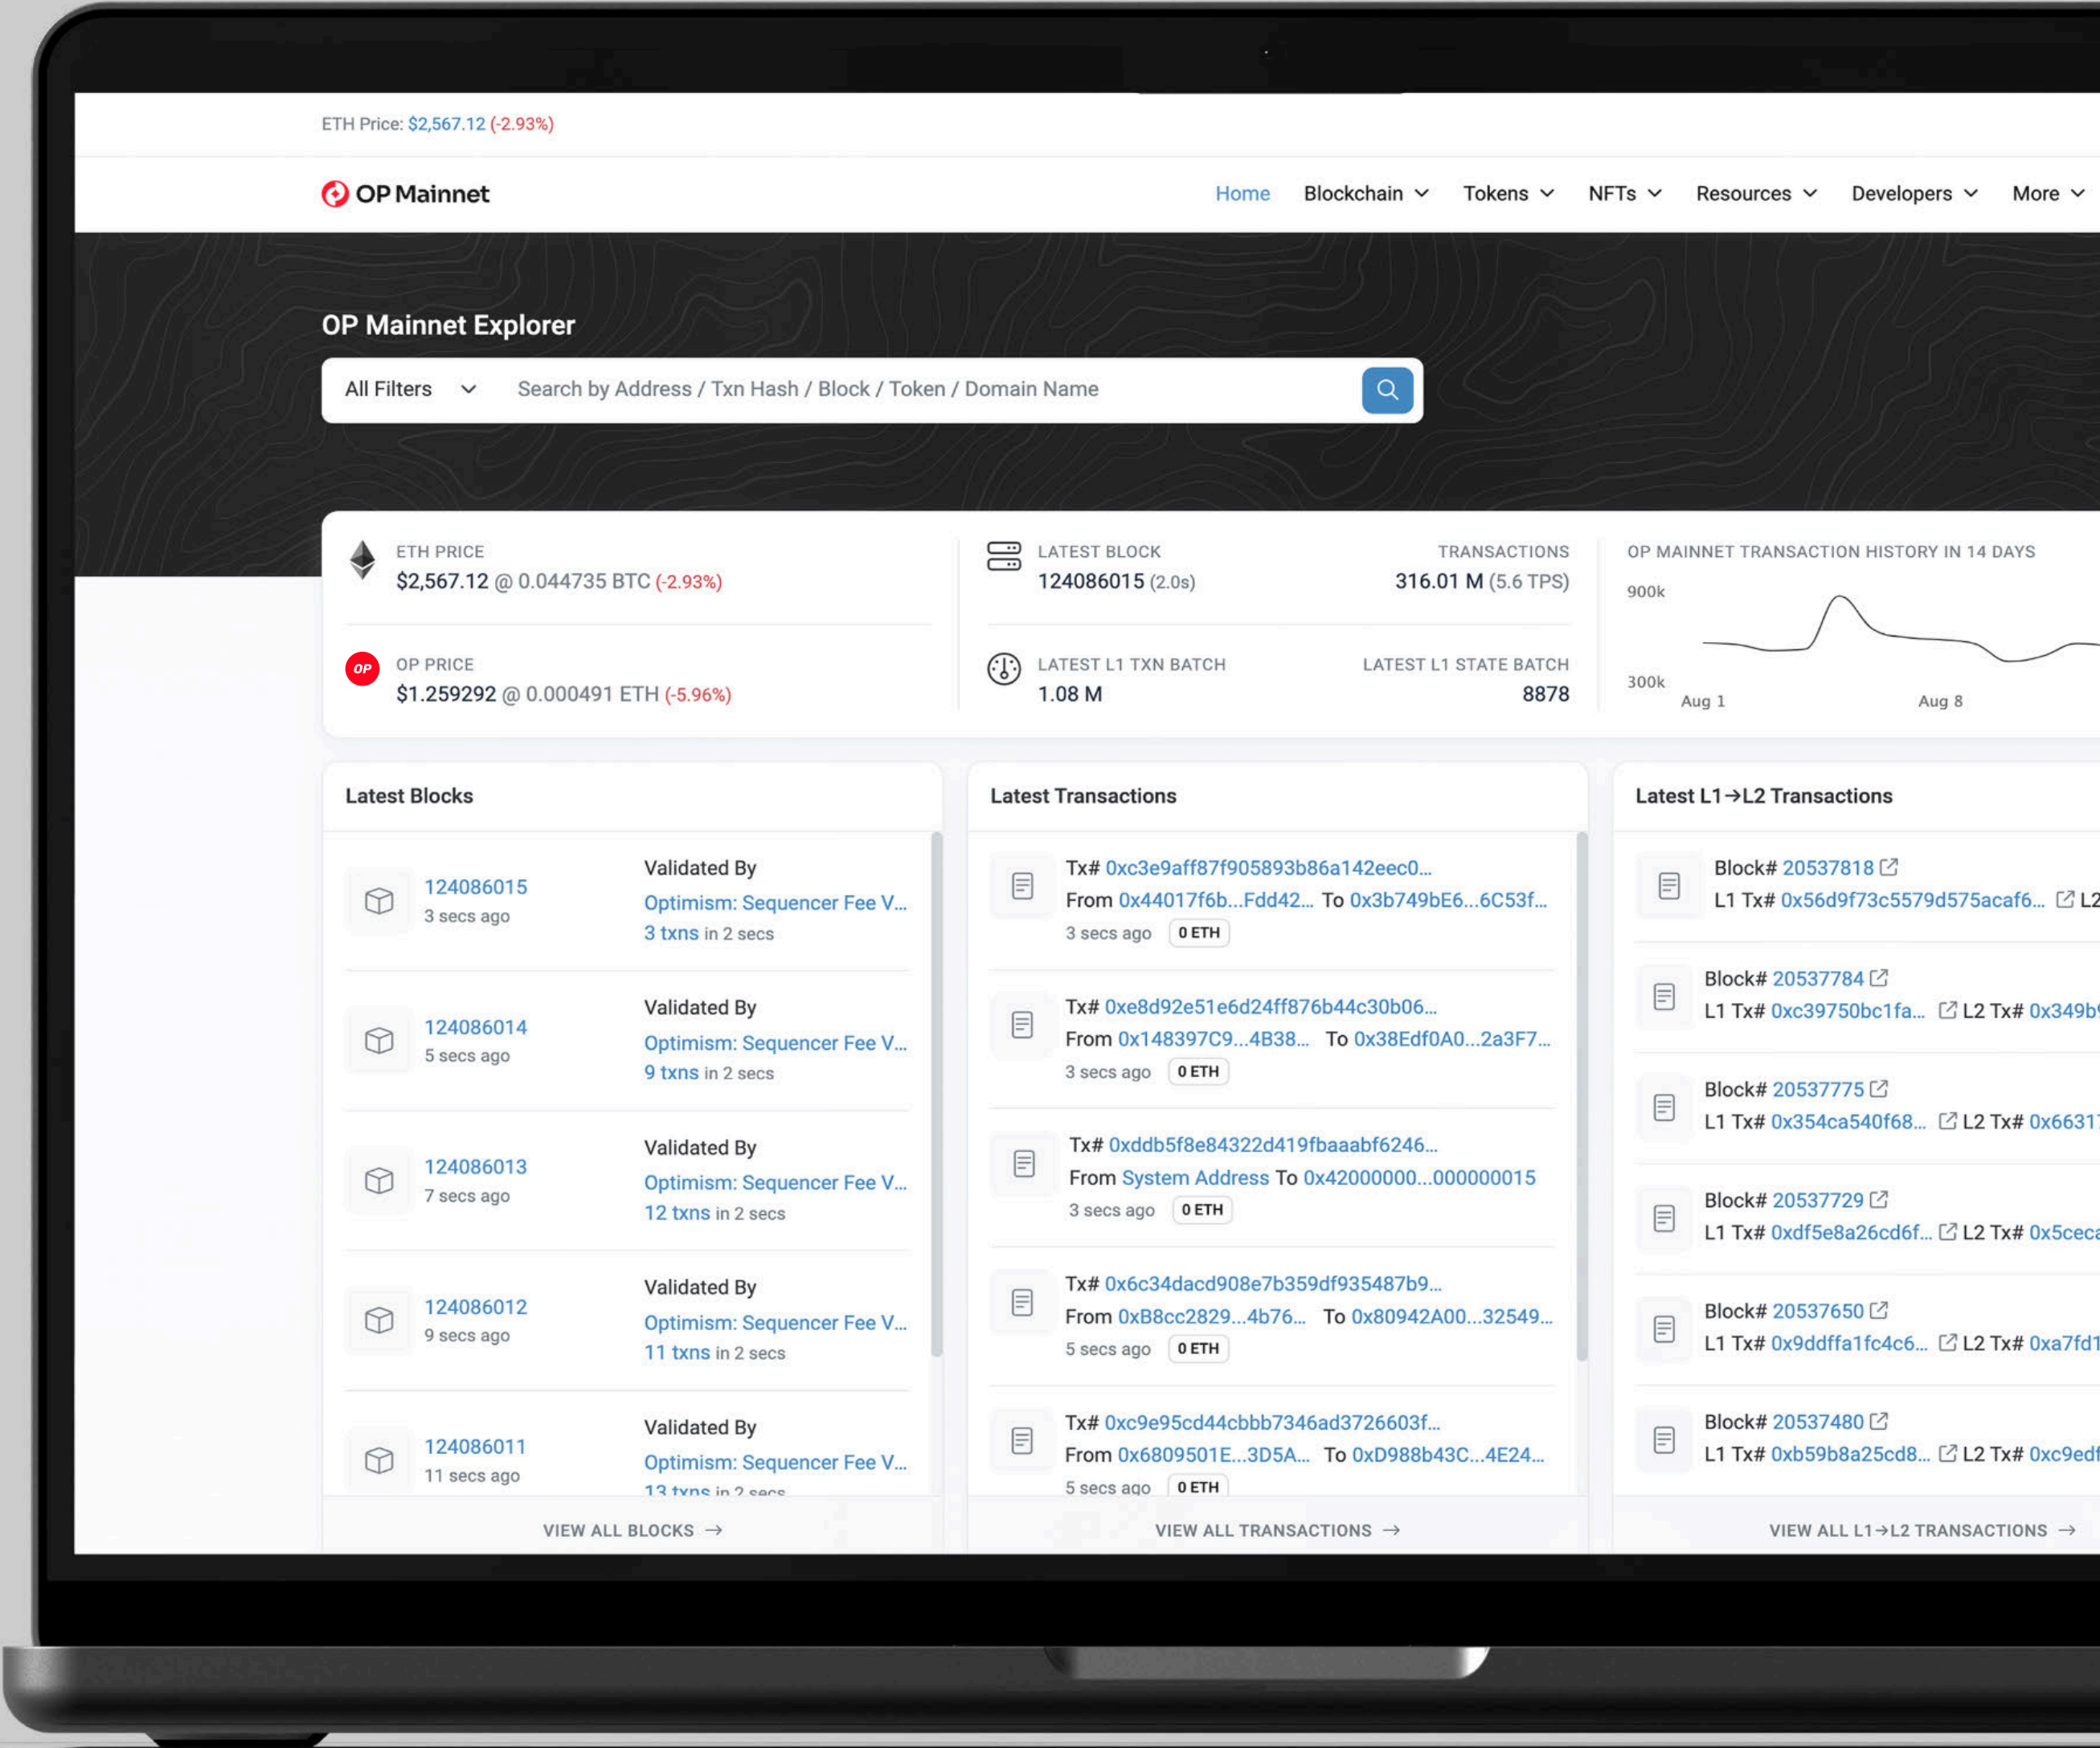 ETH Price: $2,567.12 (-2.93%)
OP Mainnet
Home Blockchain Tokens NFTs Resources Developers More
OP Mainnet Explorer
All Filters Search by Address / Txn Hash / Block / Token / Domain Name
ETH PRICE
$2,567.12 @ 0.044735 BTC (-2.93%)
OP
OP PRICE
$1.259292 @ 0.000491 ETH (-5.96%)
LATEST BLOCK
124086015 (2.0s)
TRANSACTIONS
316.01 M (5.6 TPS)
LATEST L1 TXN BATCH
1.08 M
LATEST L1 STATE BATCH
8878
OP MAINNET TRANSACTION HISTORY IN 14 DAYS
900k
300k
Aug 1 Aug 8
Latest Blocks
124086015
3 secs ago
Validated By
Optimism: Sequencer Fee V...
3 txns in 2 secs
124086014
5 secs ago
Validated By
Optimism: Sequencer Fee V...
9 txns in 2 secs
124086013
7 secs ago
Validated By
Optimism: Sequencer Fee V...
12 txns in 2 secs
124086012
9 secs ago
Validated By
Optimism: Sequencer Fee V...
11 txns in 2 secs
124086011
11 secs ago
Validated By
Optimism: Sequencer Fee V...
13 txns in 2 secs
VIEW ALL BLOCKS →
Latest Transactions
Tx# 0xc3e9aff87f905893b86a142eec0...
From 0x44017f6b...Fdd42... To 0x3b749bE6...6C53f...
3 secs ago 0 ETH
Tx# 0xe8d92e51e6d24ff876b44c30b06...
From 0x148397C9...4B38... To 0x38Edf0A0...2a3F7...
3 secs ago 0 ETH
Tx# 0xddb5f8e84322d419fbaaabf6246...
From System Address To 0x42000000...000000015
3 secs ago 0 ETH
Tx# 0x6c34dacd908e7b359df935487b9...
From 0xB8cc2829...4b76... To 0x80942A00...32549...
5 secs ago 0 ETH
Tx# 0xc9e95cd44cbbb7346ad3726603f...
From 0x6809501E...3D5A... To 0xD988b43C...4E24...
5 secs ago 0 ETH
VIEW ALL TRANSACTIONS →
Latest L1→L2 Transactions
Block# 20537818
L1 Tx# 0x56d9f73c5579d575acaf6... L2
Block# 20537784
L1 Tx# 0xc39750bc1fa... L2 Tx# 0x349b
Block# 20537775
L1 Tx# 0x354ca540f68... L2 Tx# 0x6631
Block# 20537729
L1 Tx# 0xdf5e8a26cd6f... L2 Tx# 0x5cec
Block# 20537650
L1 Tx# 0x9ddffa1fc4c6... L2 Tx# 0xa7fd1
Block# 20537480
L1 Tx# 0xb59b8a25cd8... L2 Tx# 0xc9ed
VIEW ALL L1→L2 TRANSACTIONS →